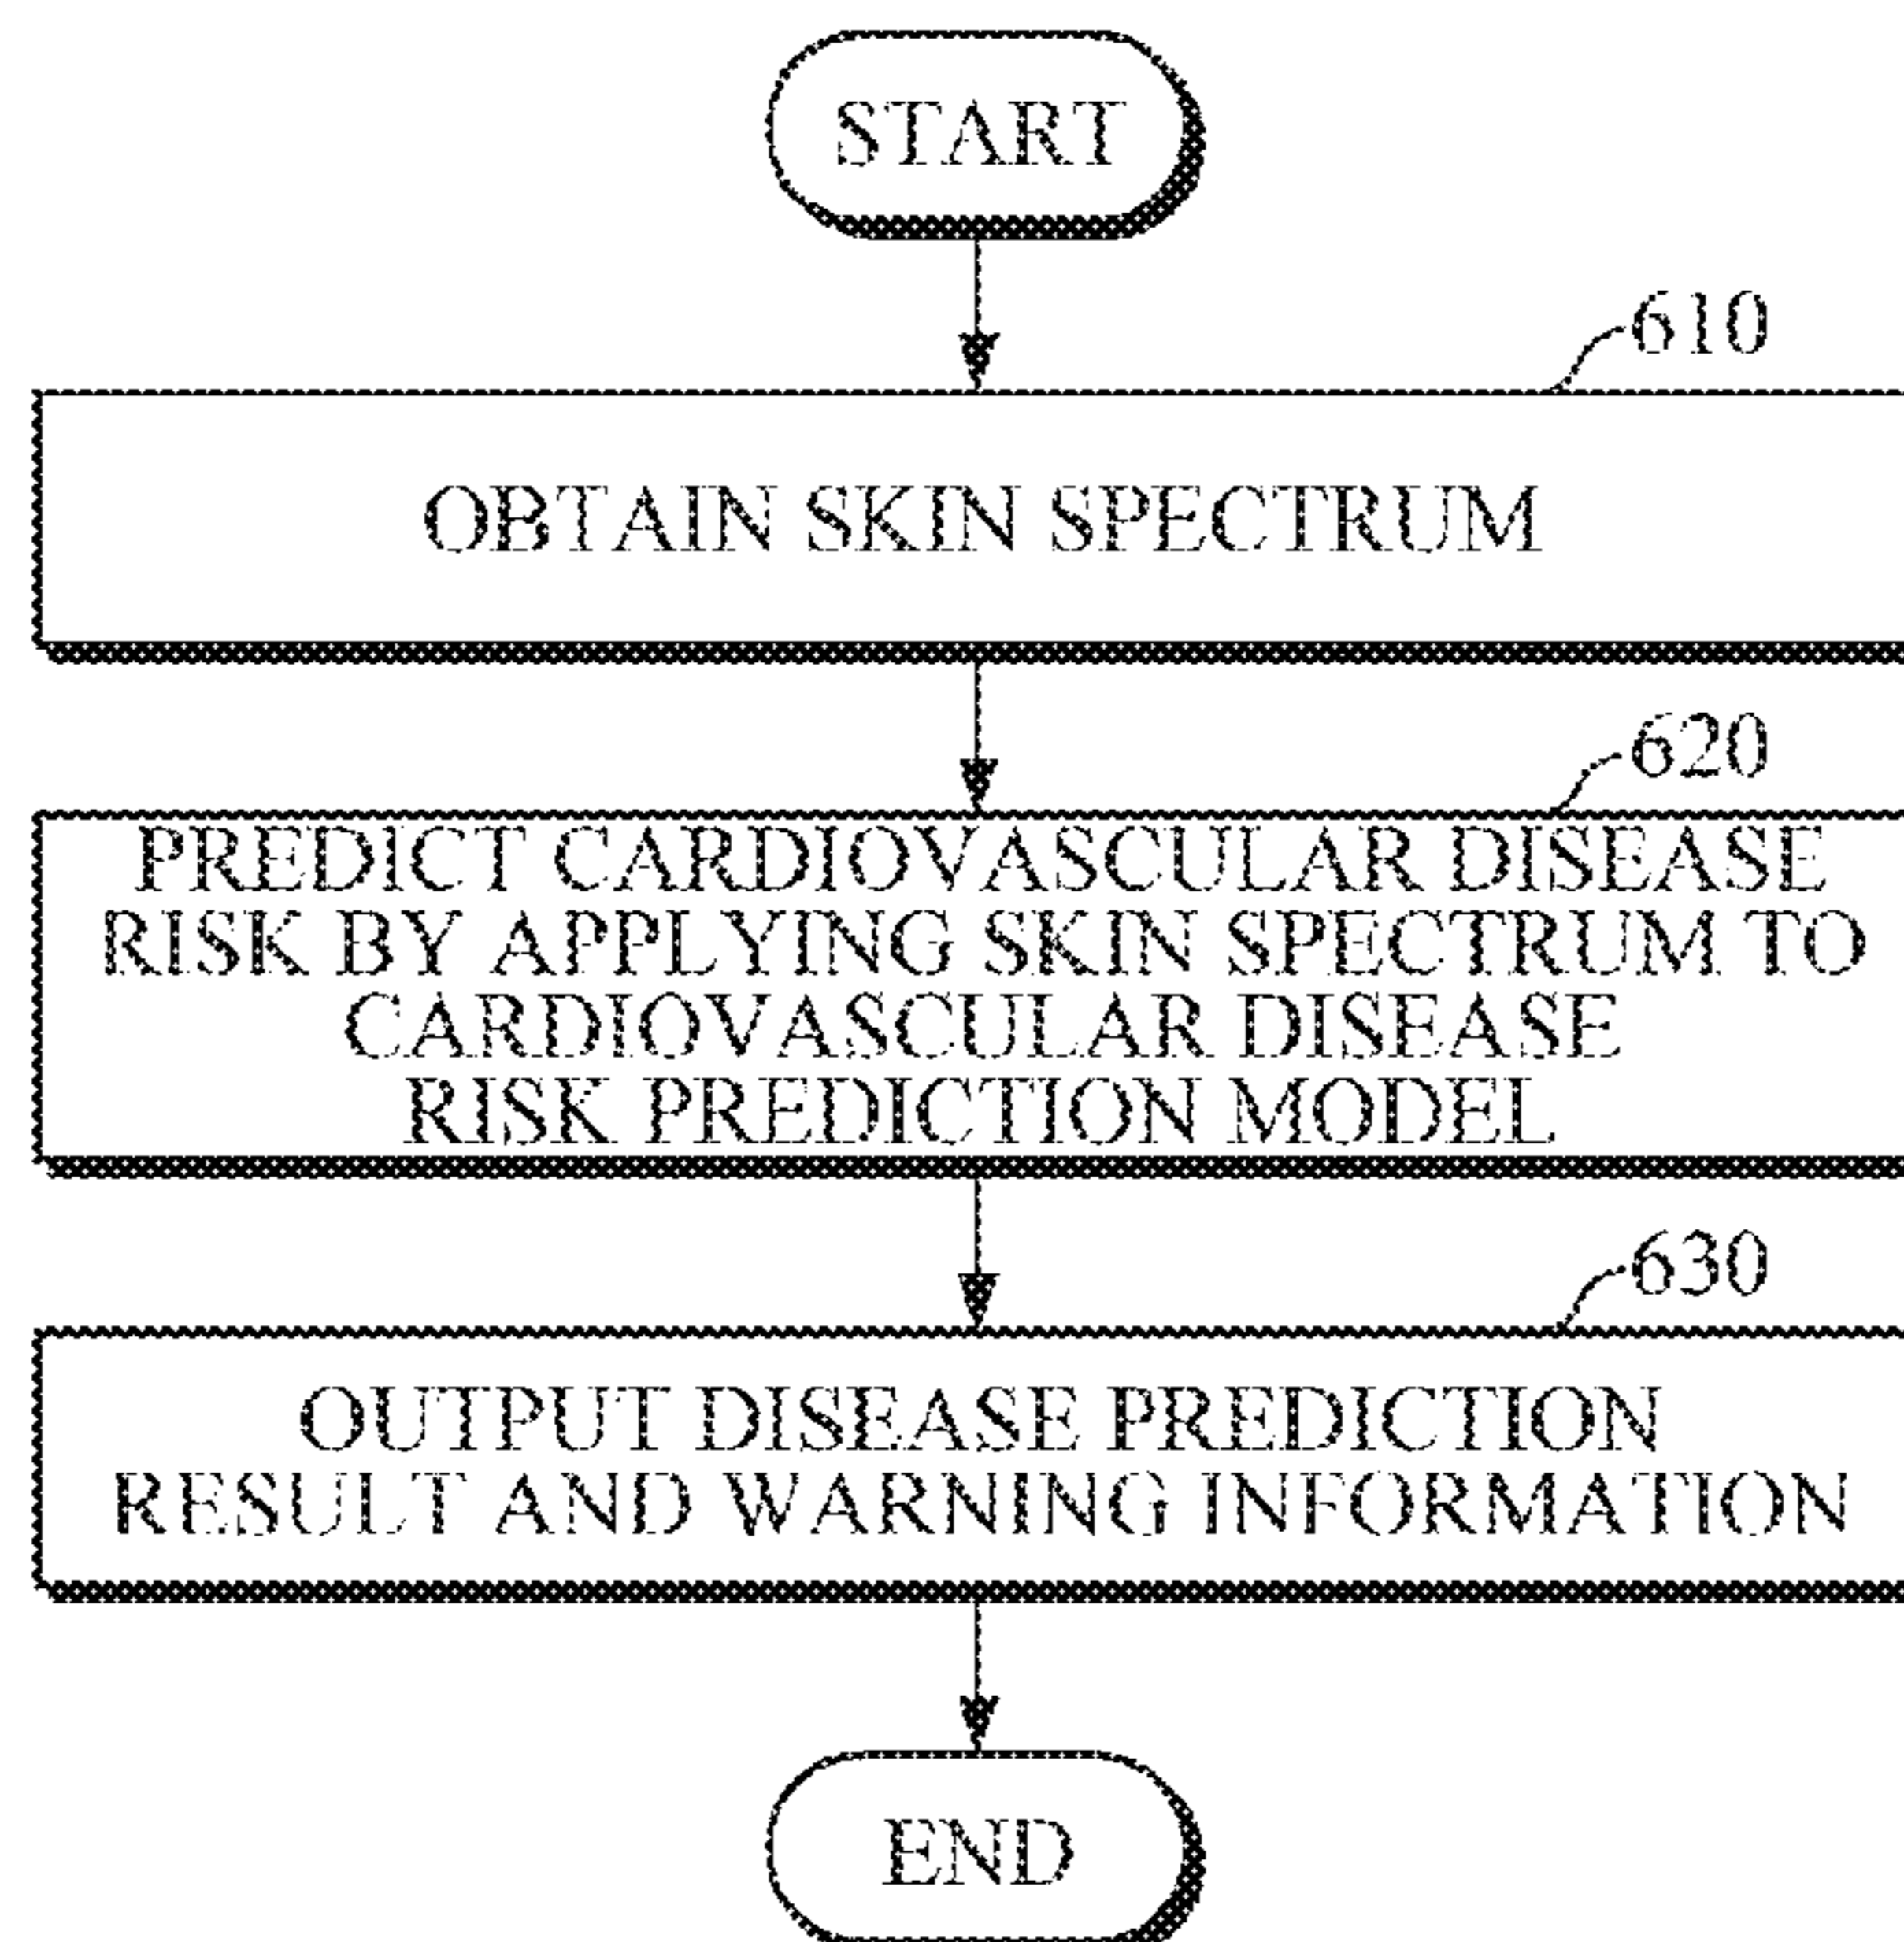 START
610
OBTAIN SKIN SPECTRUM
620
PREDICT CARDIOVASCULAR DISEASE
RISK BY APPLYING SKIN SPECTRUM TO
CARDIOVASCULAR DISEASE
RISK PREDICTION MODEL
630
OUTPUT DISEASE PREDICTION
RESULT AND WARNING INFORMATION
END